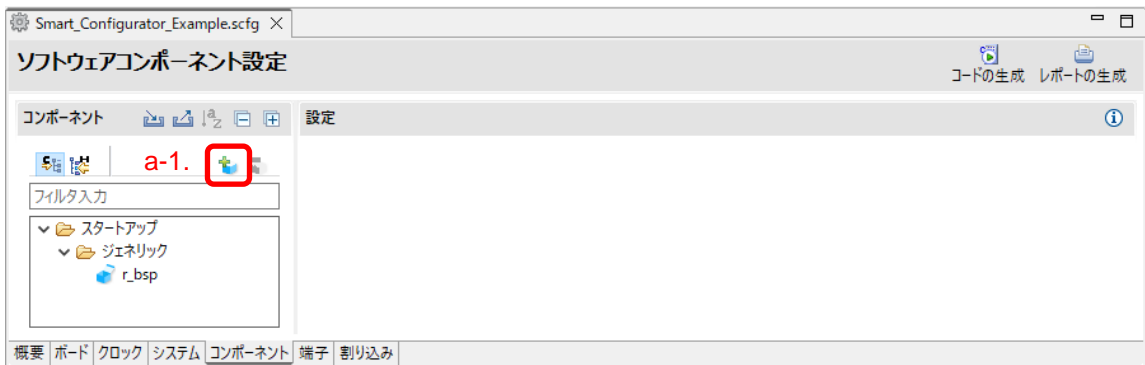 Smart_Configurator_Example.scfg
ソフトウェアコンポーネント設定
コードの生成 レポートの生成
コンポーネント
設定
a-1.
フィルタ入力
スタートアップ
ジェネリック
r_bsp
概要 ボード クロック システム コンポーネント 端子 割り込み